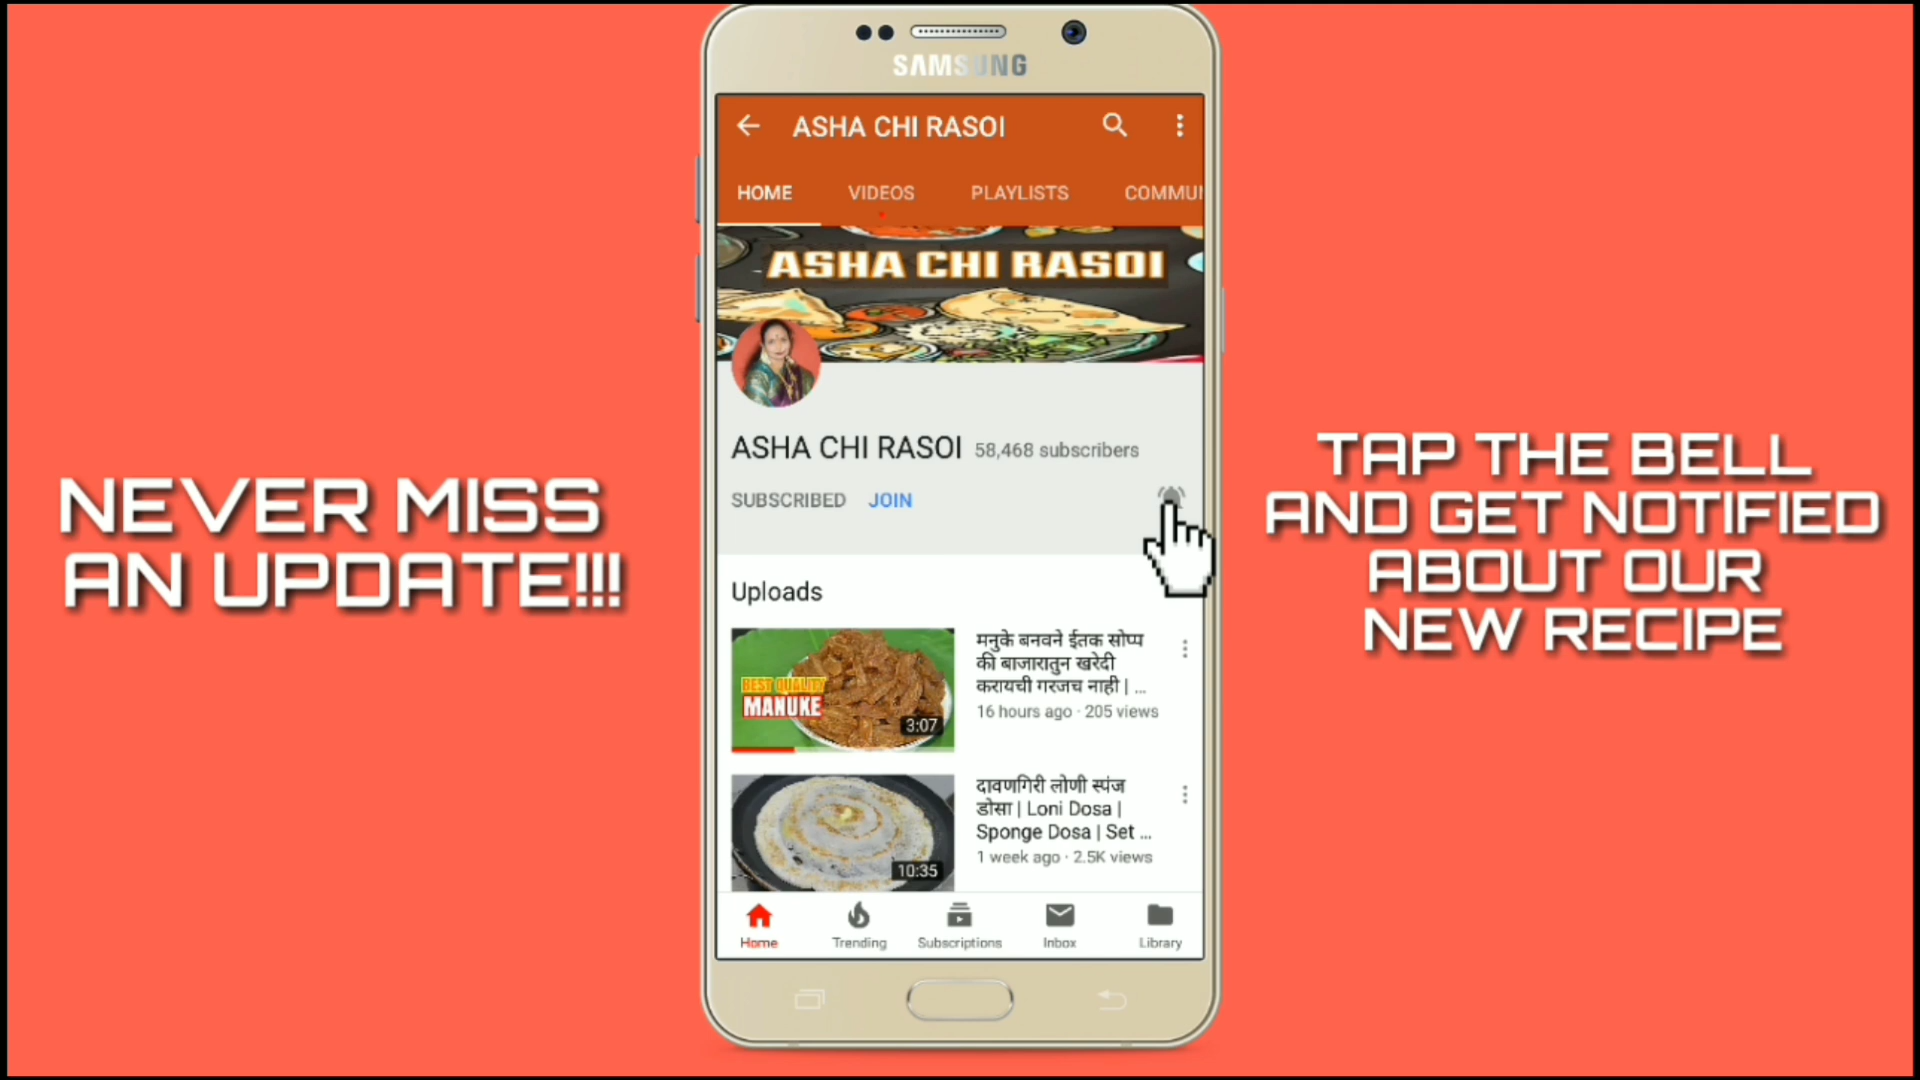 NEVER MISS
AN UPDATE!!!
SAMSUNG
ASHA CHI RASOI
HOME VIDEOS PLAYLISTS COMMUN
ASHA CHI RASOI
ASHA CHI RASOI 58,468 subscribers
SUBSCRIBED JOIN
Uploads
BEST QUALITY
MANUKE
3:07
मनुके बनवने ईतक सोप्प
की बाजारातुन खरेदी
करायची गरजच नाही | ...
16 hours ago · 205 views
10:35
दावणगिरी लोणी स्पंज
डोसा | Loni Dosa |
Sponge Dosa | Set ...
1 week ago · 2.5K views
Home Trending Subscriptions Inbox Library
TAP THE BELL
AND GET NOTIFIED
ABOUT OUR
NEW RECIPE